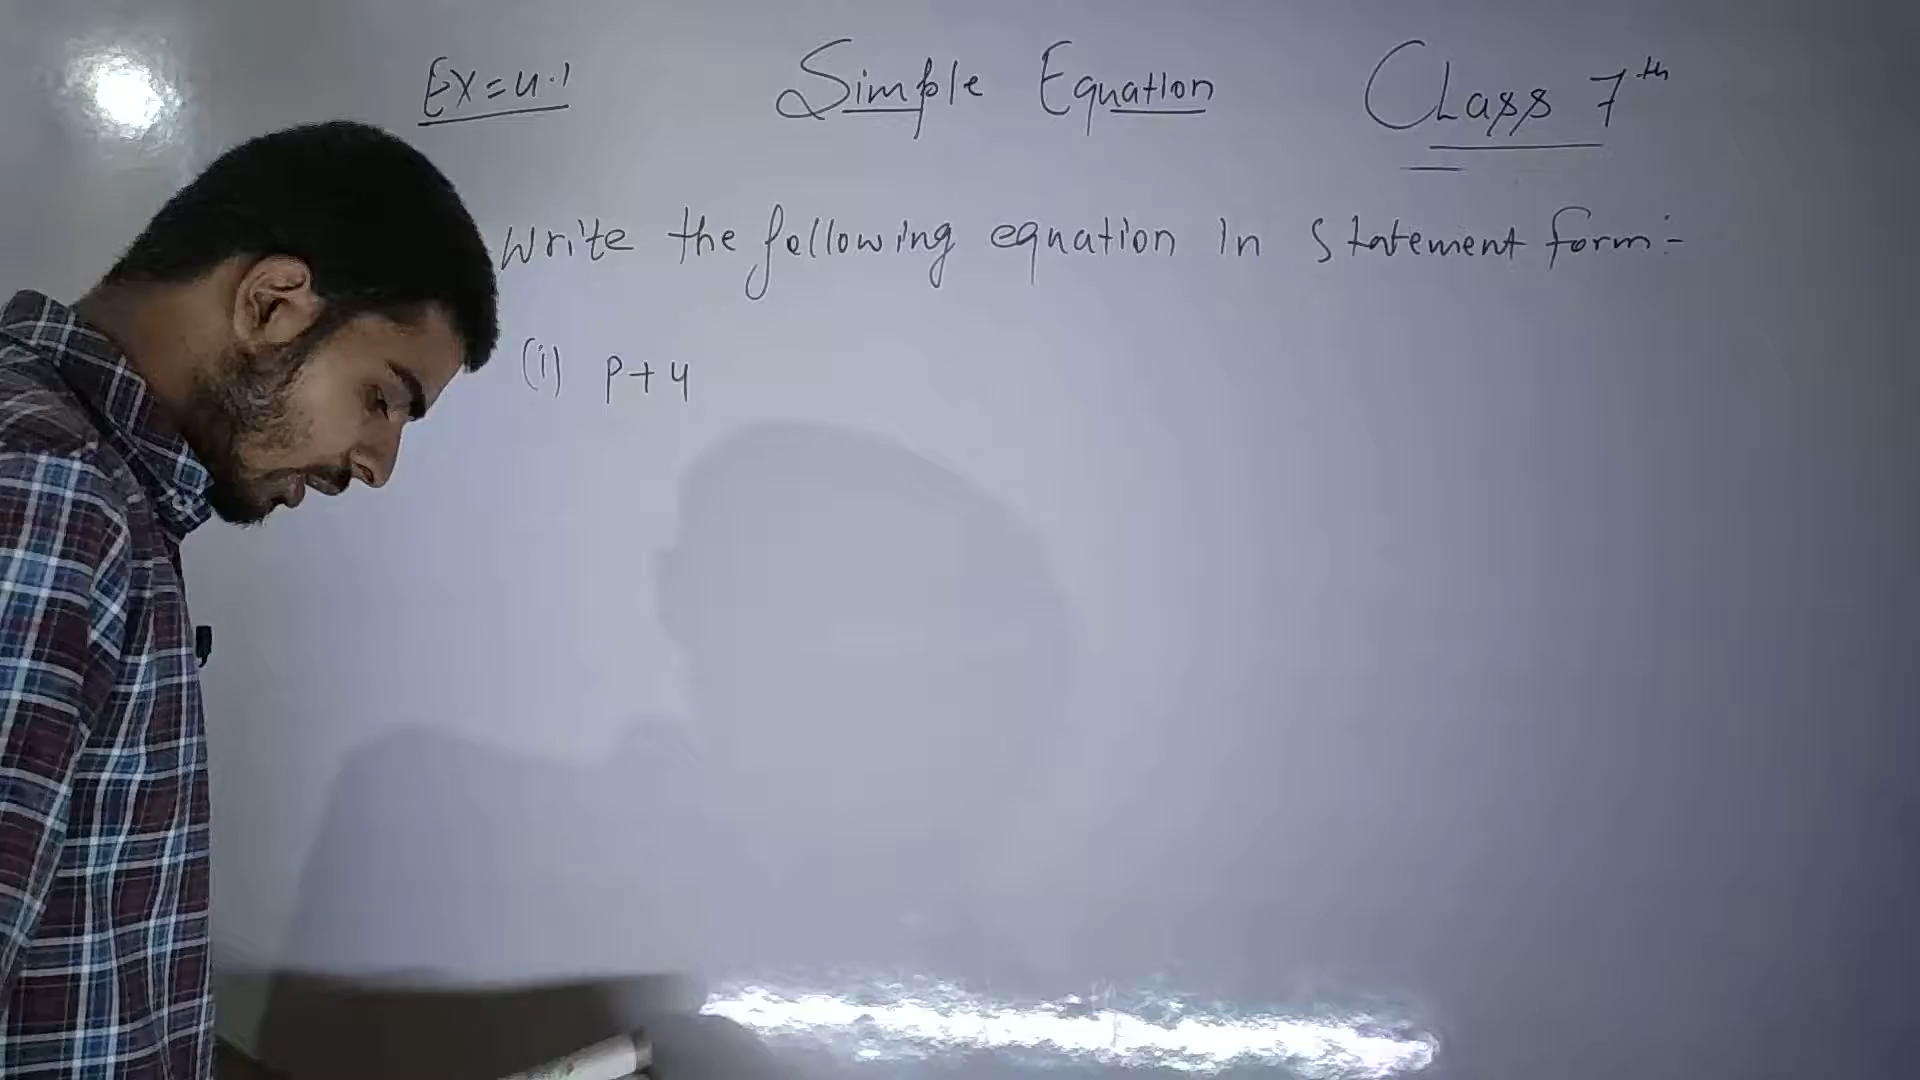 Ex = 4.1 Simple Equation Class 7th
Write the following equation in statement form :-
(i) p + 4